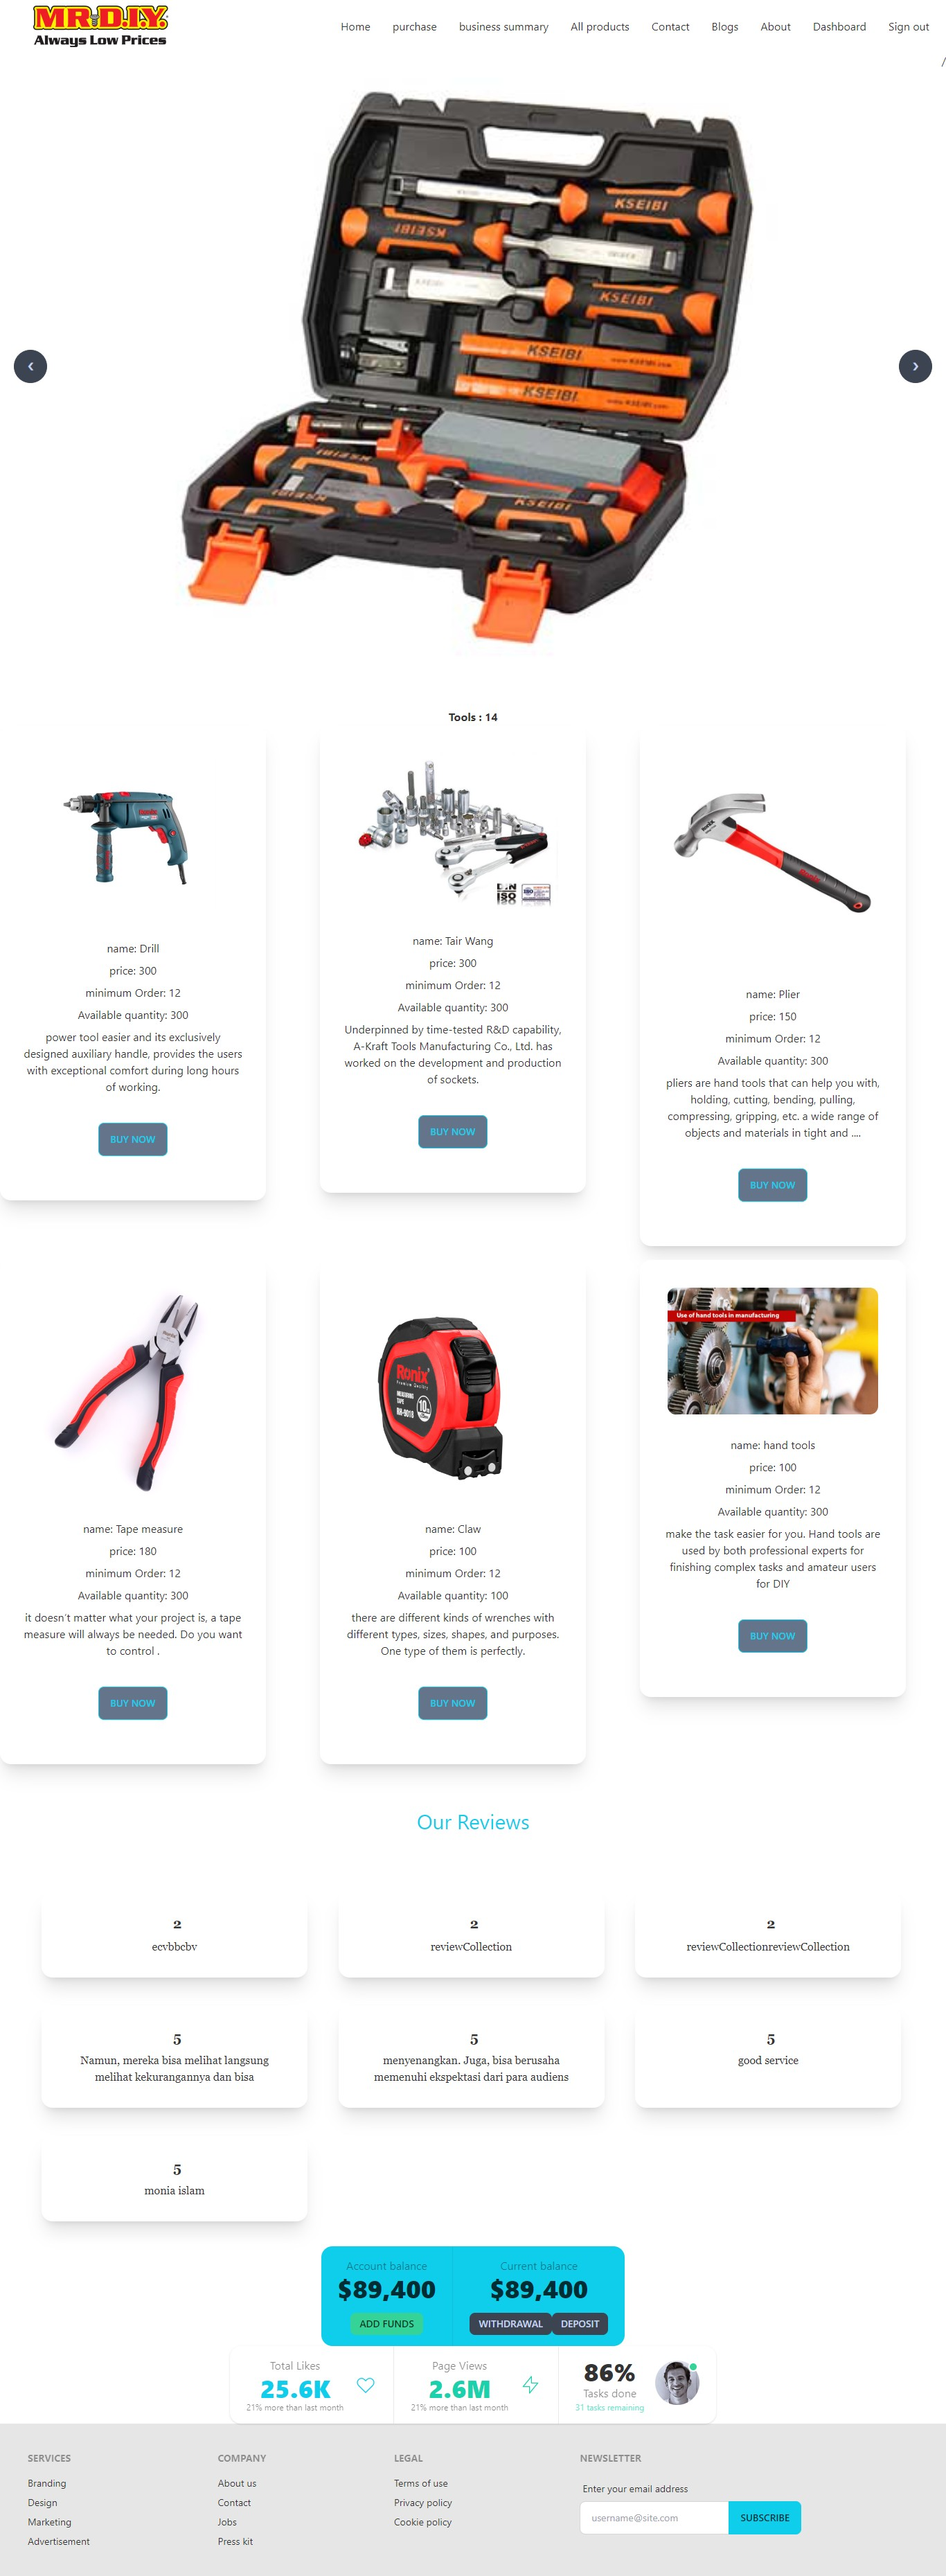 MR.D.I.Y.
Always Low Prices
Home purchase business summary All products Contact Blogs About Dashboard Sign out
/
KSEIBI
KSEIBI
KSEIBI
KSEIBI
KSEIBI
KSEIBI
KSEIBI
KSEIBI
❮
❯
Tools : 14
Ronix
name: Drill
price: 300
minimum Order: 12
Available quantity: 300
power tool easier and its exclusively
designed auxiliary handle, provides the users
with exceptional comfort during long hours
of working.
BUY NOW
DIN
ISO
ISO
name: Tair Wang
price: 300
minimum Order: 12
Available quantity: 300
Underpinned by time-tested R&D capability,
A-Kraft Tools Manufacturing Co., Ltd. has
worked on the development and production
of sockets.
BUY NOW
Ronix
Ronix
name: Plier
price: 150
minimum Order: 12
Available quantity: 300
pliers are hand tools that can help you with,
holding, cutting, bending, pulling,
compressing, gripping, etc. a wide range of
objects and materials in tight and ....
BUY NOW
name: Tape measure
price: 180
minimum Order: 12
Available quantity: 300
it doesn't matter what your project is, a tape
measure will always be needed. Do you want
to control .
BUY NOW
Ronix
Premium Quality
MEASURING
TAPE
RH-9018
10m
name: Claw
price: 100
minimum Order: 12
Available quantity: 100
there are different kinds of wrenches with
different types, sizes, shapes, and purposes.
One type of them is perfectly.
BUY NOW
Use of hand tools in manufacturing
name: hand tools
price: 100
minimum Order: 12
Available quantity: 300
make the task easier for you. Hand tools are
used by both professional experts for
finishing complex tasks and amateur users
for DIY
BUY NOW
Our Reviews
2
ecvbbcbv
2
reviewCollection
2
reviewCollectionreviewCollection
5
Namun, mereka bisa melihat langsung
melihat kekurangannya dan bisa
5
menyenangkan. Juga, bisa berusaha
memenuhi ekspektasi dari para audiens
5
good service
5
monia islam
Account balance
$89,400
ADD FUNDS
Current balance
$89,400
WITHDRAWAL DEPOSIT
Total Likes
25.6K
21% more than last month
Page Views
2.6M
21% more than last month
86%
Tasks done
31 tasks remaining
SERVICES
Branding
Design
Marketing
Advertisement
COMPANY
About us
Contact
Jobs
Press kit
LEGAL
Terms of use
Privacy policy
Cookie policy
NEWSLETTER
Enter your email address
username@site.com
SUBSCRIBE